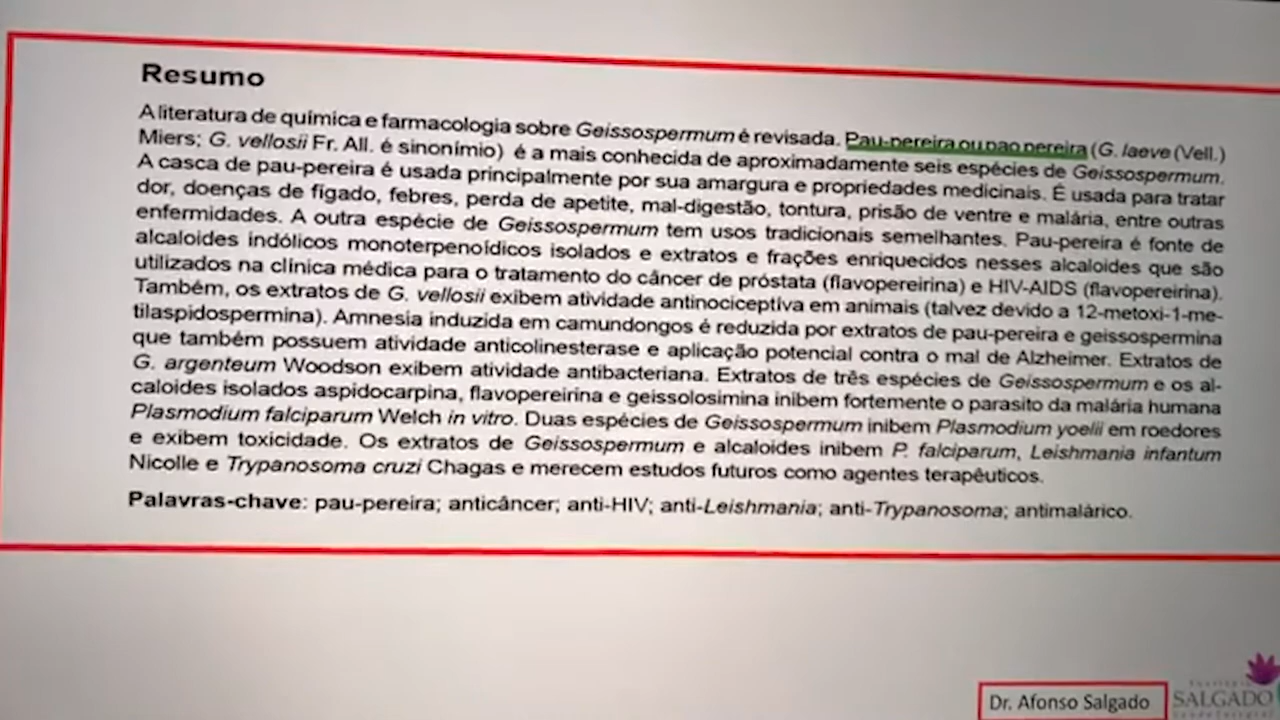 Resumo
A literatura de química e farmacologia sobre Geissospermum é revisada. Pau-pereira ou pao pereira (G. laeve (Vell.)
Miers; G. vellosii Fr. All. é sinonímio) é a mais conhecida de aproximadamente seis espécies de Geissospermum.
A casca de pau-pereira é usada principalmente por sua amargura e propriedades medicinais. É usada para tratar
dor, doenças de fígado, febres, perda de apetite, mal-digestão, tontura, prisão de ventre e malária, entre outras
enfermidades. A outra espécie de Geissospermum tem usos tradicionais semelhantes. Pau-pereira é fonte de
alcaloides indólicos monoterpenoídicos isolados e extratos e frações enriquecidos nesses alcaloides que são
utilizados na clínica médica para o tratamento do câncer de próstata (flavopereirina) e HIV-AIDS (flavopereirina).
Também, os extratos de G. vellosii exibem atividade antinociceptiva em animais (talvez devido a 12-metoxi-1-me-
tilaspidospermina). Amnesia induzida em camundongos é reduzida por extratos de pau-pereira e geissospermina
que também possuem atividade anticolinesterase e aplicação potencial contra o mal de Alzheimer. Extratos de
G. argenteum Woodson exibem atividade antibacteriana. Extratos de três espécies de Geissospermum e os al-
caloides isolados aspidocarpina, flavopereirina e geissolosimina inibem fortemente o parasito da malária humana
Plasmodium falciparum Welch in vitro. Duas espécies de Geissospermum inibem Plasmodium yoelii em roedores
e exibem toxicidade. Os extratos de Geissospermum e alcaloides inibem P. falciparum, Leishmania infantum
Nicolle e Trypanosoma cruzi Chagas e merecem estudos futuros como agentes terapêuticos.
Palavras-chave: pau-pereira; anticâncer; anti-HIV; anti-Leishmania; anti-Trypanosoma; antimalárico.
Dr. Afonso Salgado
SALGADO